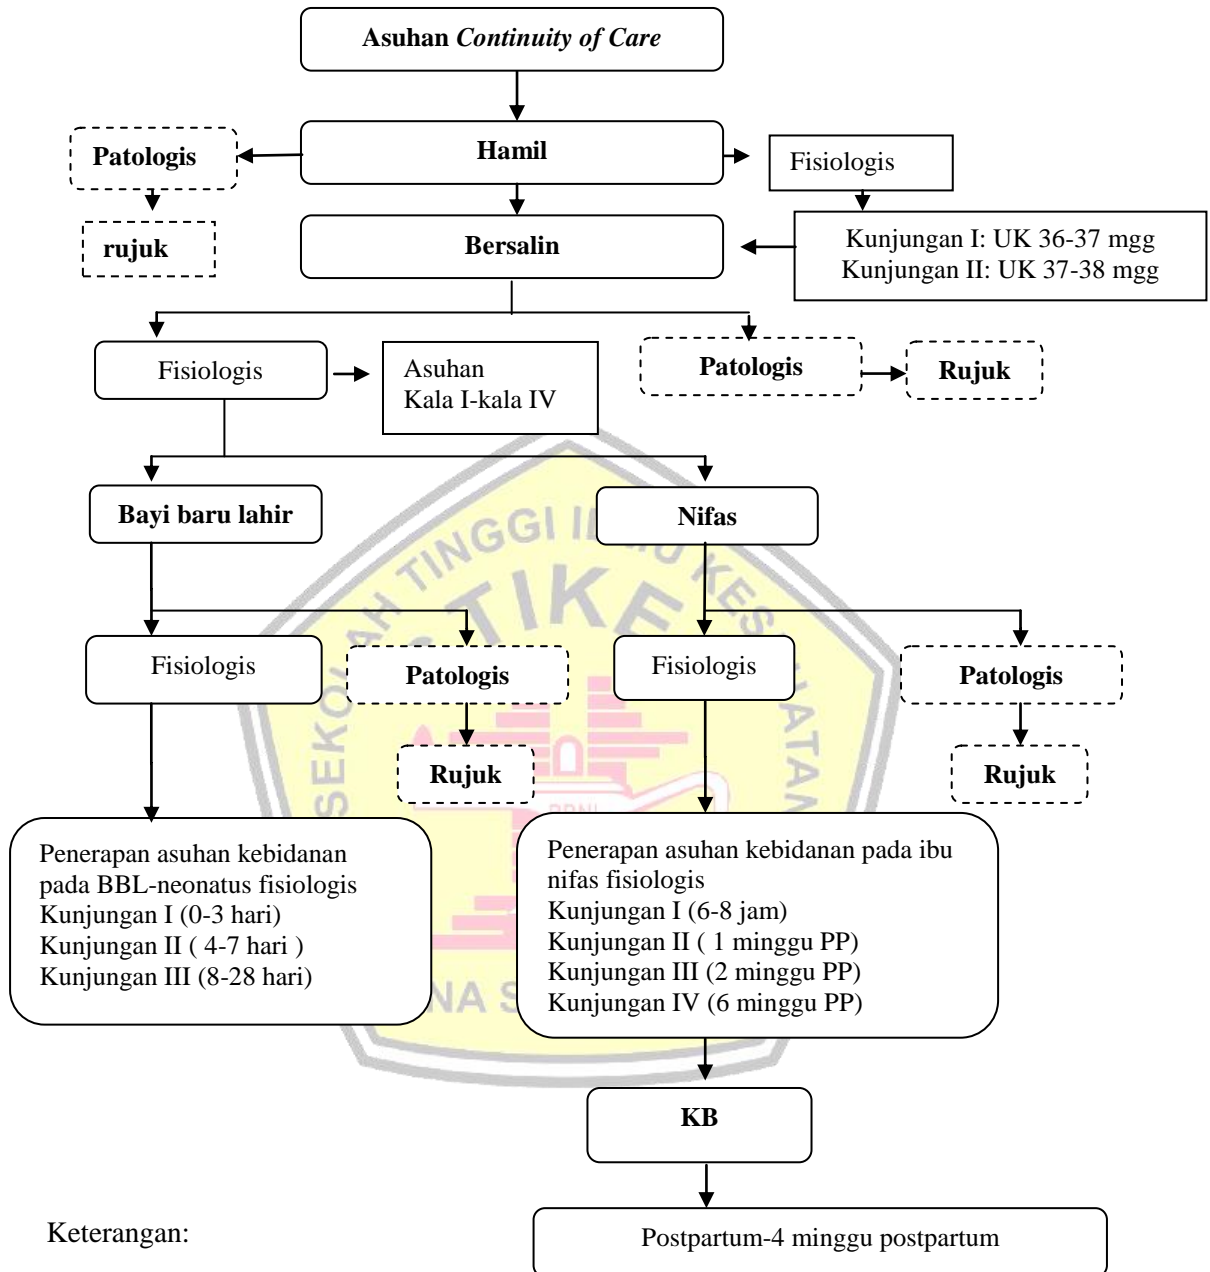 Asuhan Continuity of Care
Hamil
Patologis
Fisiologis
rujuk
Bersalin
Kunjungan I: UK 36-37 mgg
Kunjungan II: UK 37-38 mgg
Fisiologis
Asuhan
Kala I-kala IV
Patologis
Rujuk
Bayi baru lahir
Nifas
Fisiologis
Patologis
Fisiologis
Patologis
Rujuk
Rujuk
Penerapan asuhan kebidanan
pada BBL-neonatus fisiologis
Kunjungan I (0-3 hari)
Kunjungan II ( 4-7 hari )
Kunjungan III (8-28 hari)
Penerapan asuhan kebidanan pada ibu
nifas fisiologis
Kunjungan I (6-8 jam)
Kunjungan II ( 1 minggu PP)
Kunjungan III (2 minggu PP)
Kunjungan IV (6 minggu PP)
KB
Keterangan:
Postpartum-4 minggu postpartum
SEKOLAH TINGGI